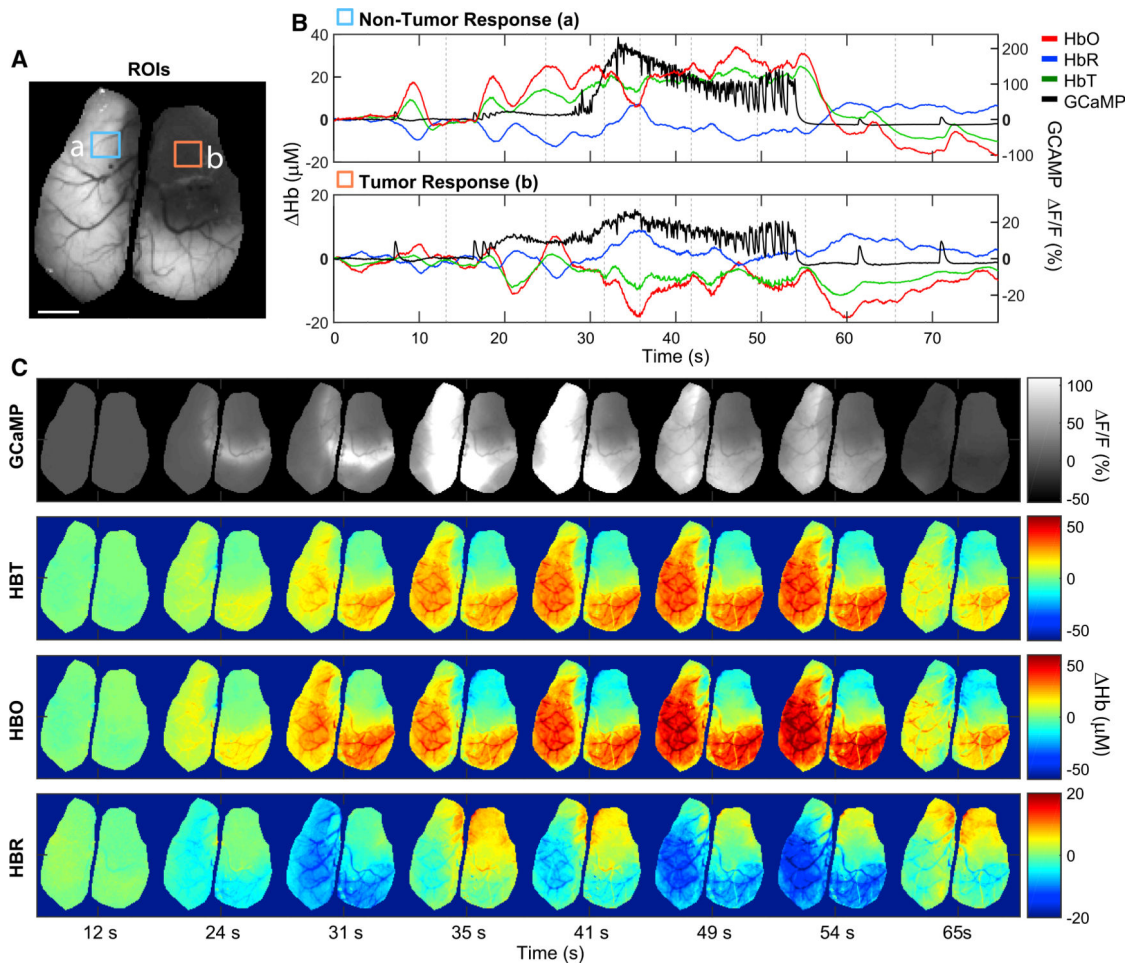 A
ROIs
a
b
B
Non-Tumor Response (a)
40
20
0
-20
200
100
0
-100
HbO
HbR
HbT
GCaMP
Tumor Response (b)
20
0
-20
20
0
-20
ΔHb (μM)
GCAMP ΔF/F (%)
0 10 20 30 40 50 60 70
Time (s)
C
GCaMP
100
50
0
-50
ΔF/F (%)
HBT
50
0
-50
HBO
50
0
-50
ΔHb (μM)
HBR
20
10
0
-10
-20
12 s 24 s 31 s 35 s 41 s 49 s 54 s 65s
Time (s)